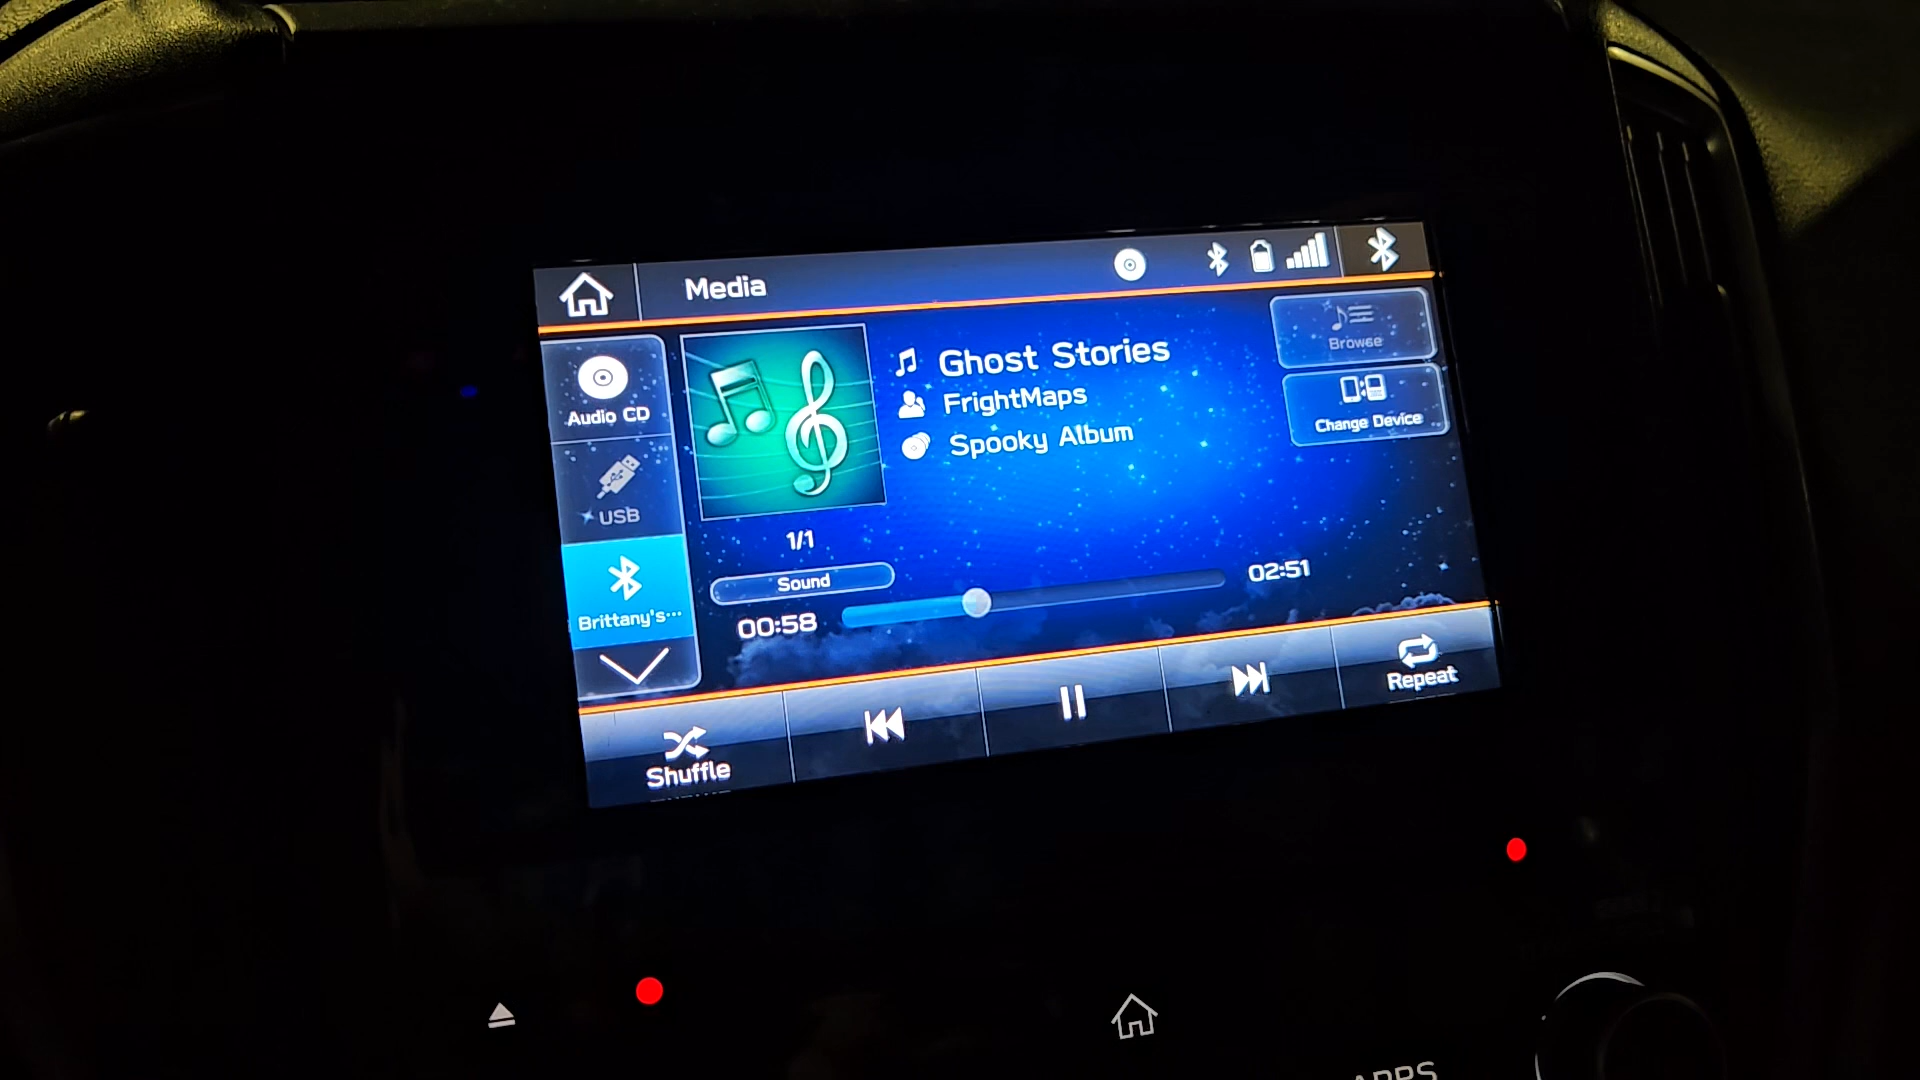 Media
Audio CD
USB
Brittany's...
Ghost Stories
FrightMaps
Spooky Album
Browse
Change Device
1/1
Sound
00:58
02:51
Shuffle
Repeat
APPS